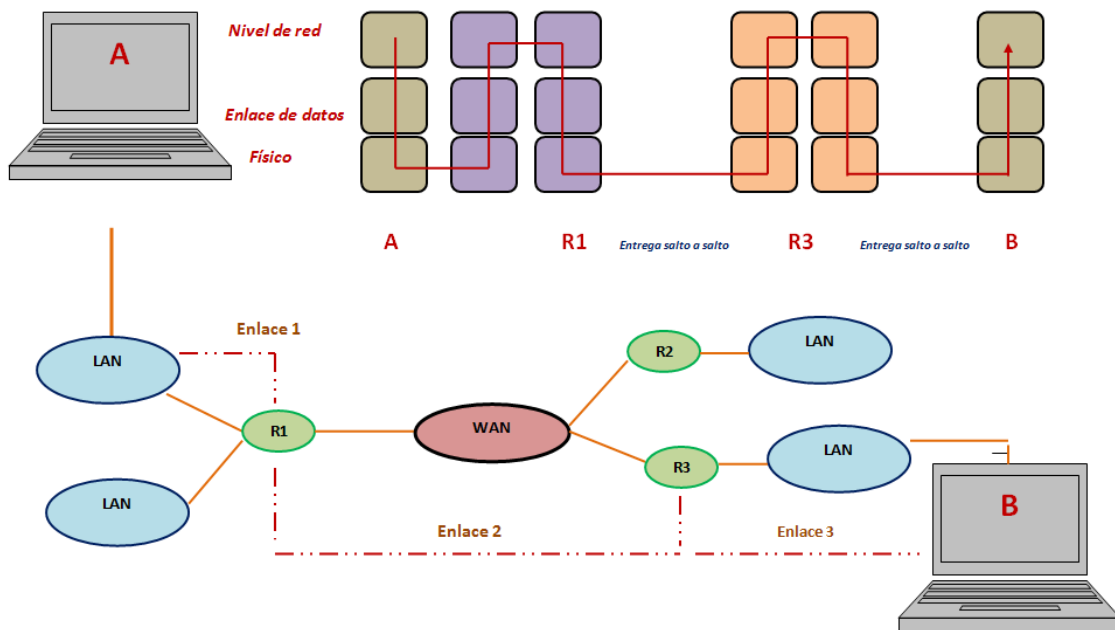 A
Nivel de red
Enlace de datos
Físico
A
R1
Entrega salto a salto
R3
Entrega salto a salto
B
Enlace 1
LAN
R2
LAN
R1
WAN
LAN
R3
LAN
B
Enlace 2
Enlace 3